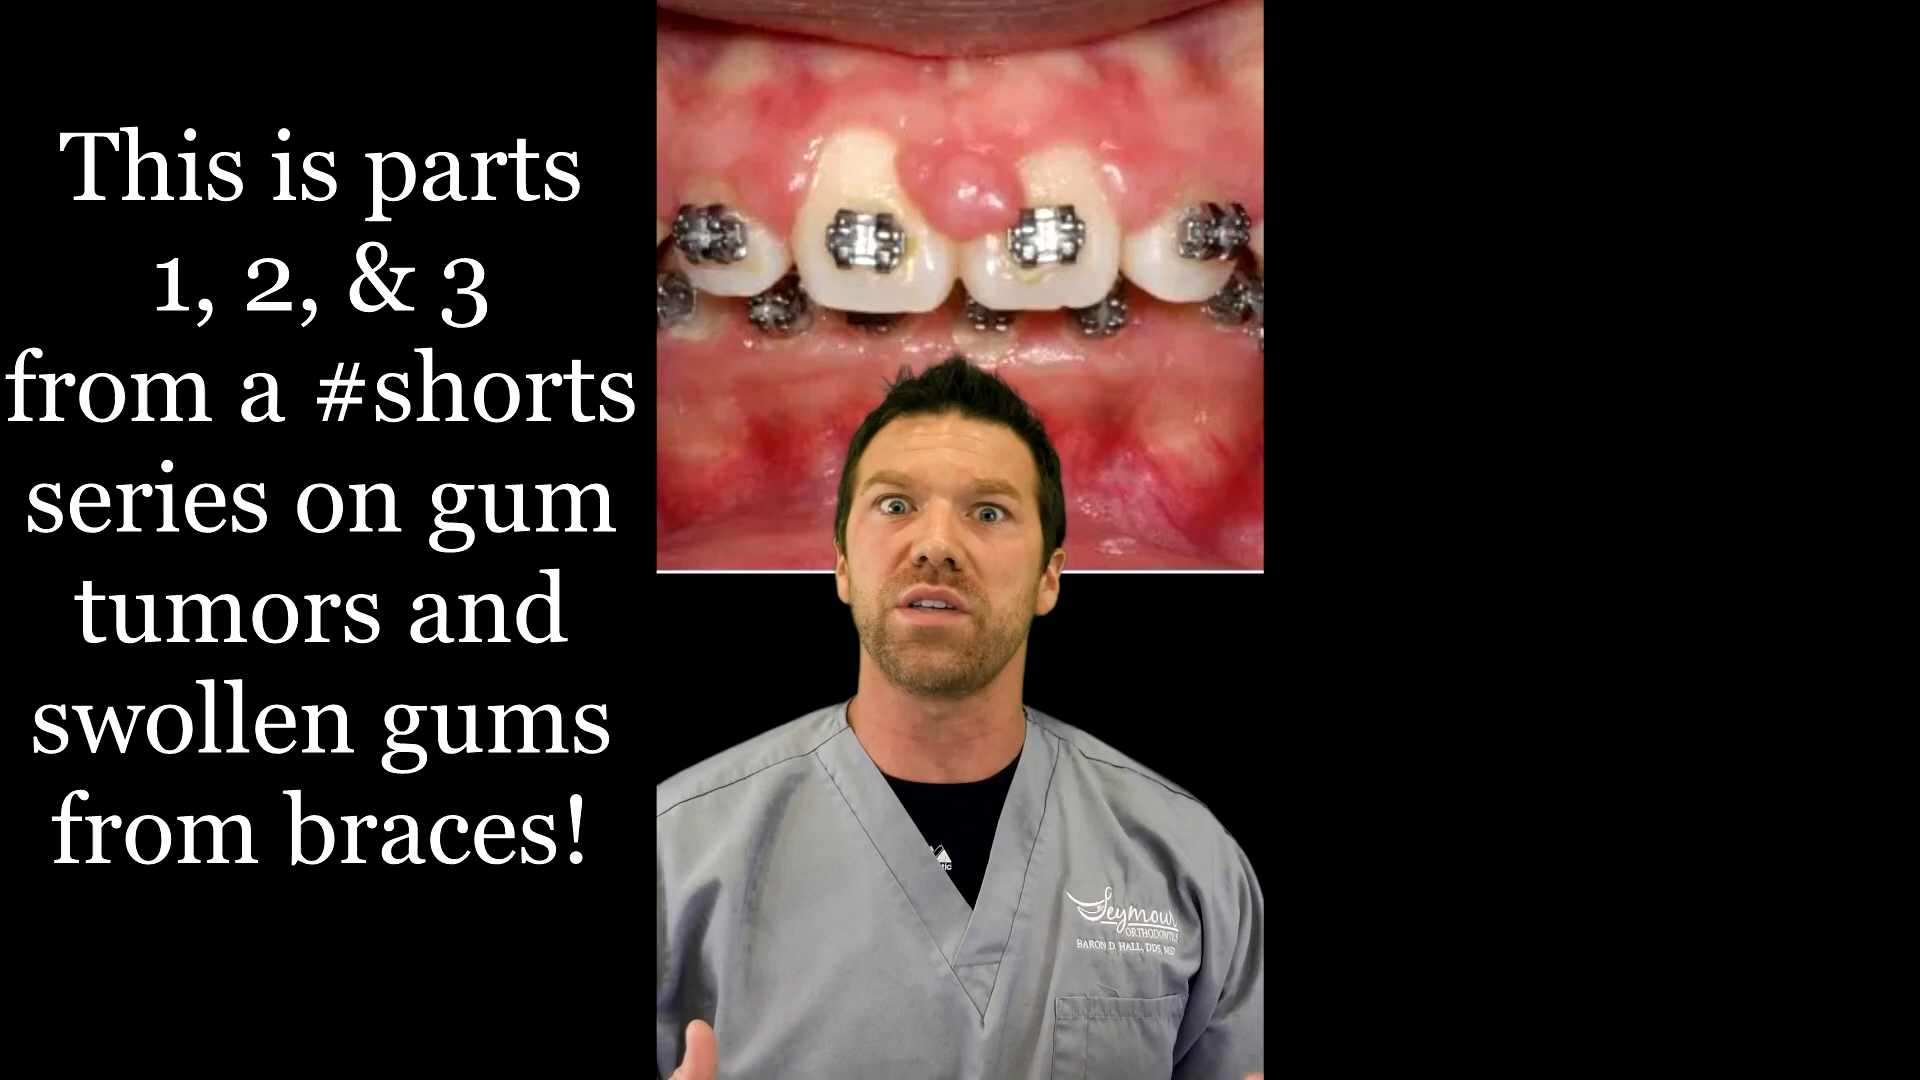 This is parts
1, 2, & 3
from a #shorts
series on gum
tumors and
swollen gums
from braces!
Seymour
ORTHODONTICS
BARON D. HALL, DDS, MSD